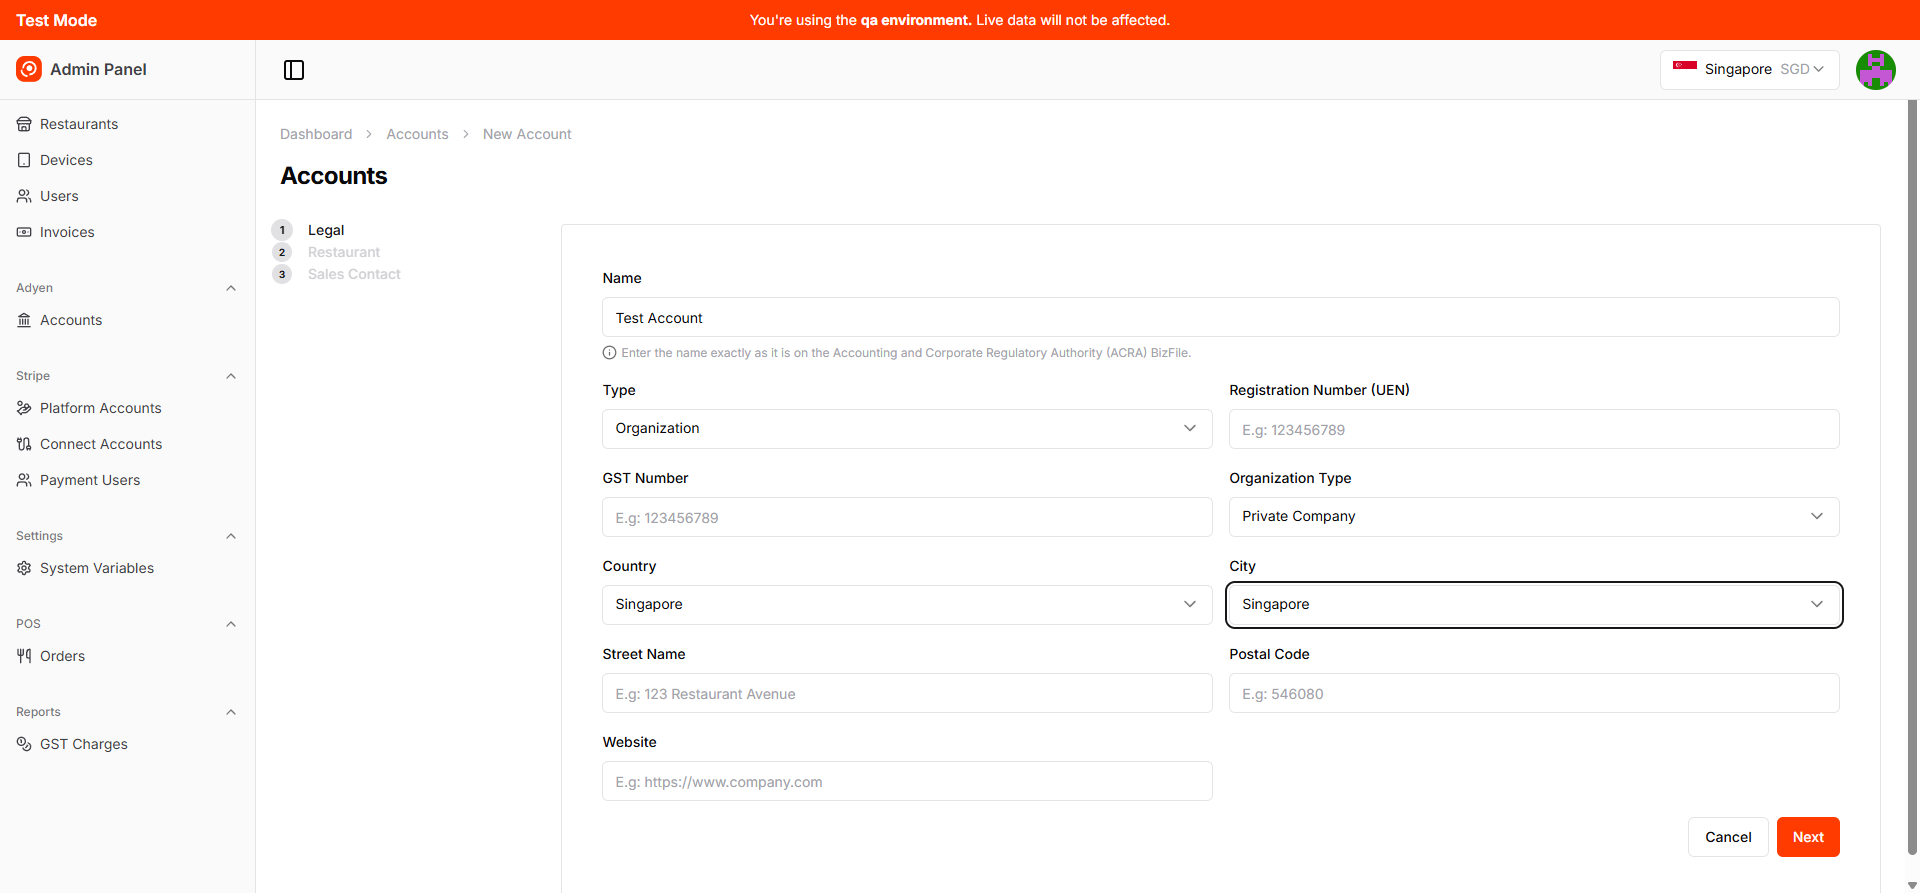 Test Mode
You're using the qa environment. Live data will not be affected.
Admin Panel
Singapore SGD
Restaurants
Devices
Users
Invoices
Adyen
Accounts
Stripe
Platform Accounts
Connect Accounts
Payment Users
Settings
System Variables
POS
Orders
Reports
GST Charges
Dashboard > Accounts > New Account
Accounts
1 Legal
2 Restaurant
3 Sales Contact
Name
Test Account
Enter the name exactly as it is on the Accounting and Corporate Regulatory Authority (ACRA) BizFile.
Type
Organization
Registration Number (UEN)
E.g: 123456789
GST Number
E.g: 123456789
Organization Type
Private Company
Country
Singapore
City
Singapore
Street Name
E.g: 123 Restaurant Avenue
Postal Code
E.g: 546080
Website
E.g: https://www.company.com
Cancel
Next